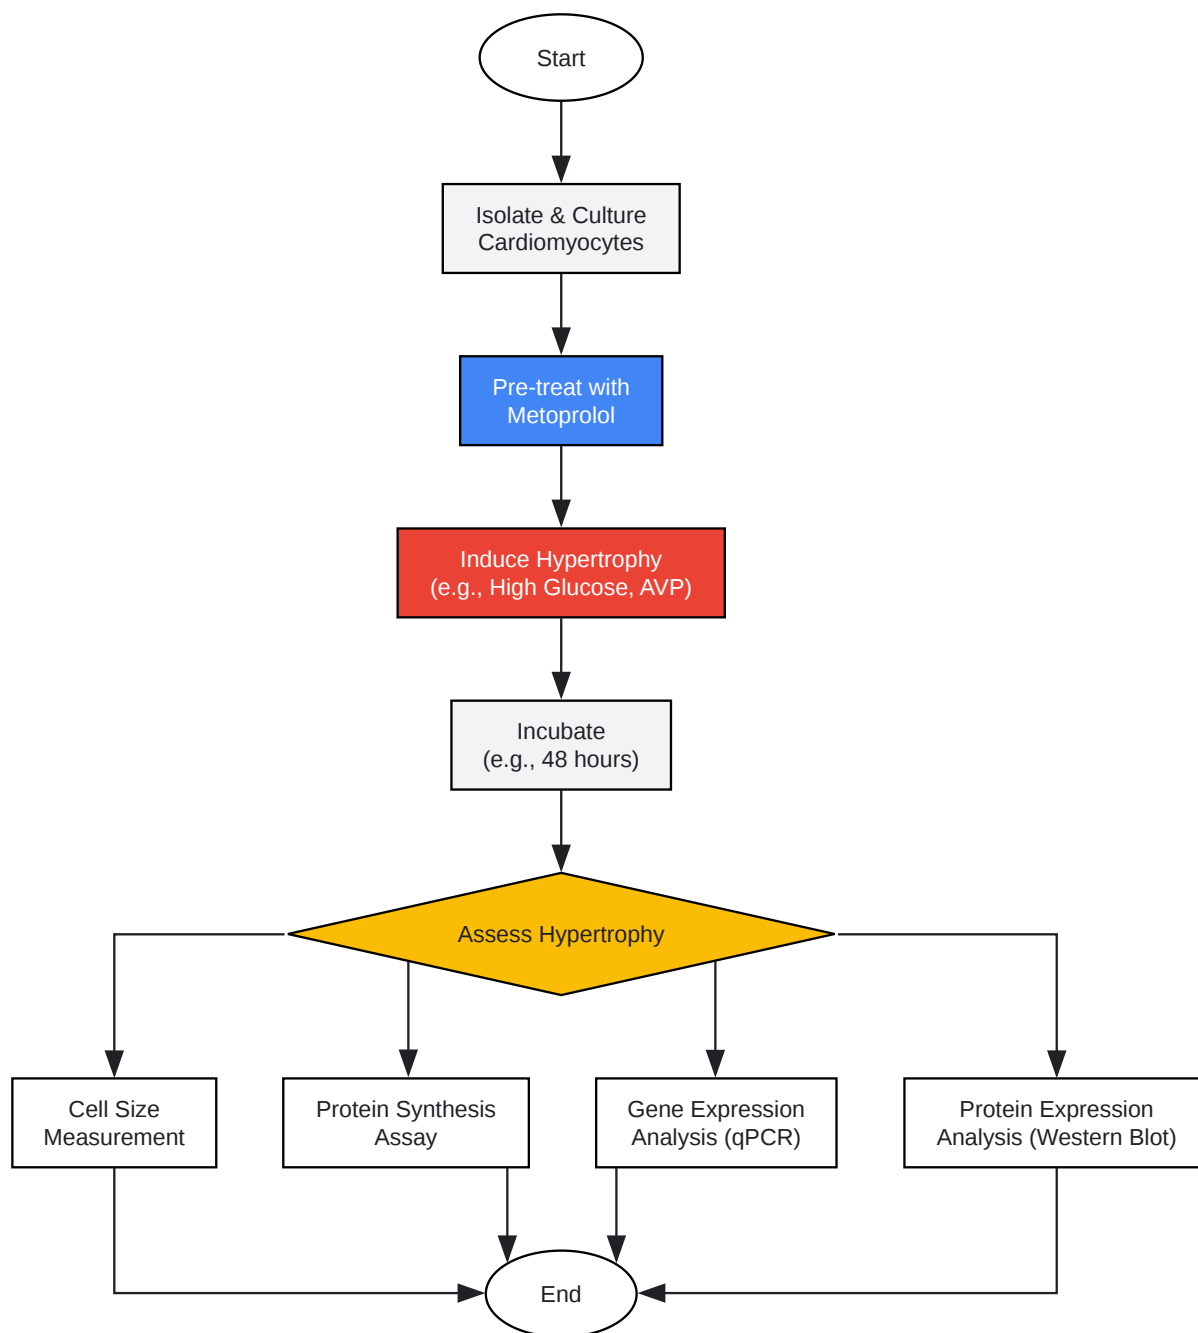 Start
Isolate & Culture
Cardiomyocytes
Pre-treat with
Metoprolol
Induce Hypertrophy
(e.g., High Glucose, AVP)
Incubate
(e.g., 48 hours)
Assess Hypertrophy
Cell Size
Measurement
Protein Synthesis
Assay
Gene Expression
Analysis (qPCR)
Protein Expression
Analysis (Western Blot)
End